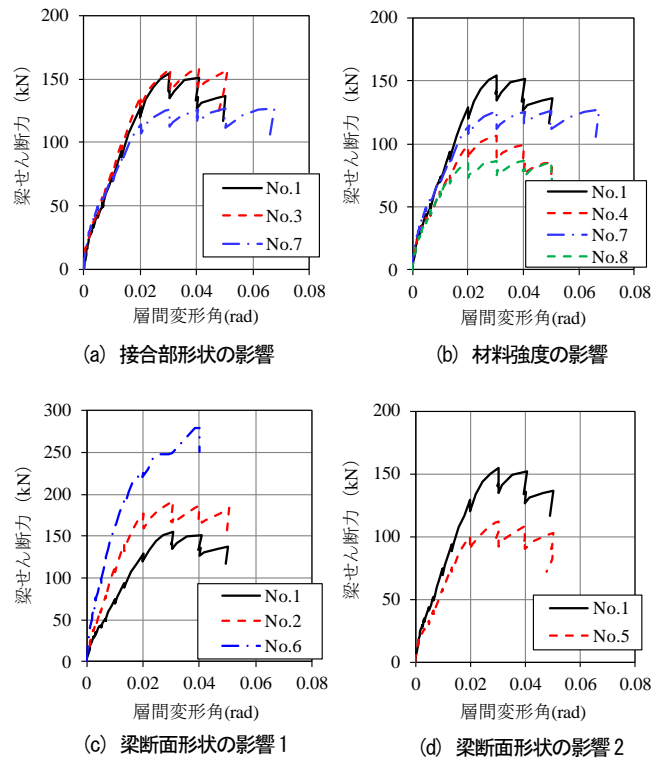 梁せん断力（kN）
200
150
100
50
0
No.1
No.3
No.7
0 0.02 0.04 0.06 0.08
層間変形角(rad)
(a) 接合部形状の影響
梁せん断力（kN）
200
150
100
50
0
No.1
No.4
No.7
No.8
0 0.02 0.04 0.06 0.08
層間変形角(rad)
(b) 材料強度の影響
梁せん断力（kN）
300
250
200
150
100
50
0
No.1
No.2
No.6
0 0.02 0.04 0.06 0.08
層間変形角(rad)
(c) 梁断面形状の影響 1
梁せん断力（kN）
200
150
100
50
0
No.1
No.5
0 0.02 0.04 0.06 0.08
層間変形角(rad)
(d) 梁断面形状の影響 2